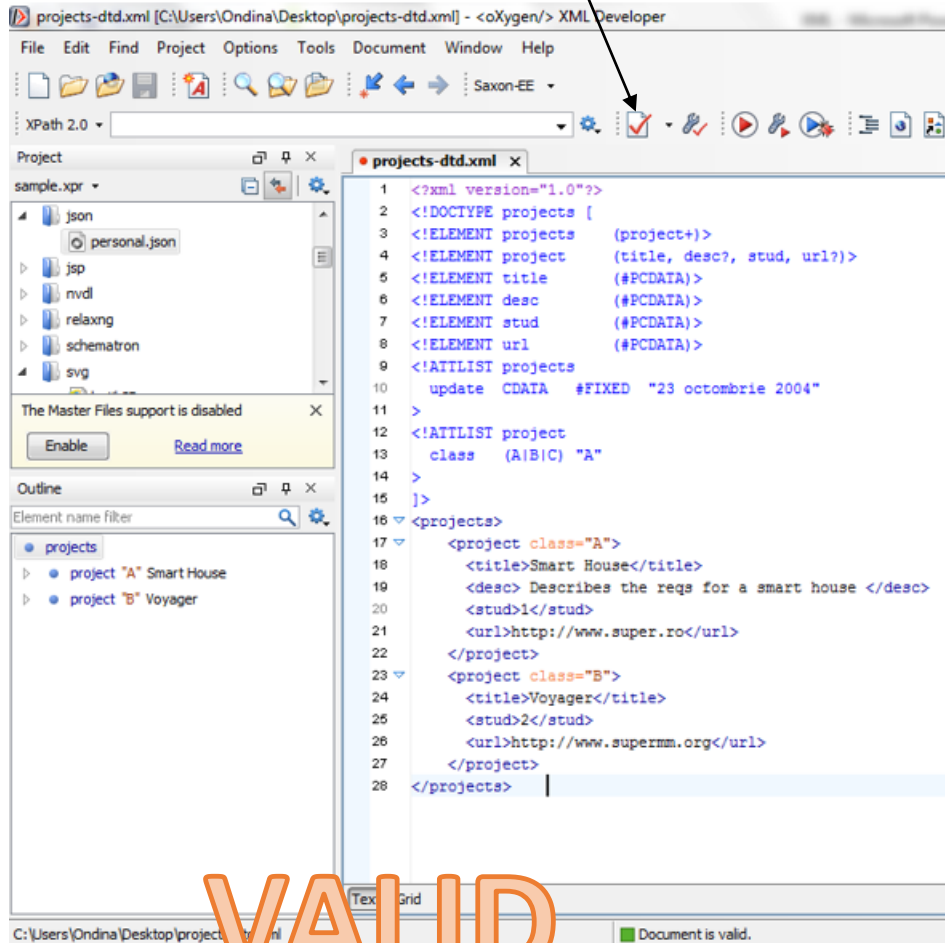 projects-dtd.xml [C:\Users\Ondina\Desktop\projects-dtd.xml] - <oXygen/> XML Developer
File Edit Find Project Options Tools Document Window Help
Saxon-EE
XPath 2.0
Project
projects-dtd.xml
sample.xpr
json
personal.json
jsp
nvdl
relaxng
schematron
svg
The Master Files support is disabled
Enable Read more
Outline
Element name filter
projects
project "A" Smart House
project "B" Voyager
1 <?xml version="1.0"?>
2 <!DOCTYPE projects [
3 <!ELEMENT projects (project+)>
4 <!ELEMENT project (title, desc?, stud, url?)>
5 <!ELEMENT title (#PCDATA)>
6 <!ELEMENT desc (#PCDATA)>
7 <!ELEMENT stud (#PCDATA)>
8 <!ELEMENT url (#PCDATA)>
9 <!ATTLIST projects
10 update CDATA #FIXED "23 octombrie 2004"
11 >
12 <!ATTLIST project
13 class (A|B|C) "A"
14 >
15 ]>
16 <projects>
17 <project class="A">
18 <title>Smart House</title>
19 <desc> Describes the reqs for a smart house </desc>
20 <stud>1</stud>
21 <url>http://www.super.ro</url>
22 </project>
23 <project class="B">
24 <title>Voyager</title>
25 <stud>2</stud>
26 <url>http://www.supermm.org</url>
27 </project>
28 </projects>
Grid
VALID
Document is valid.